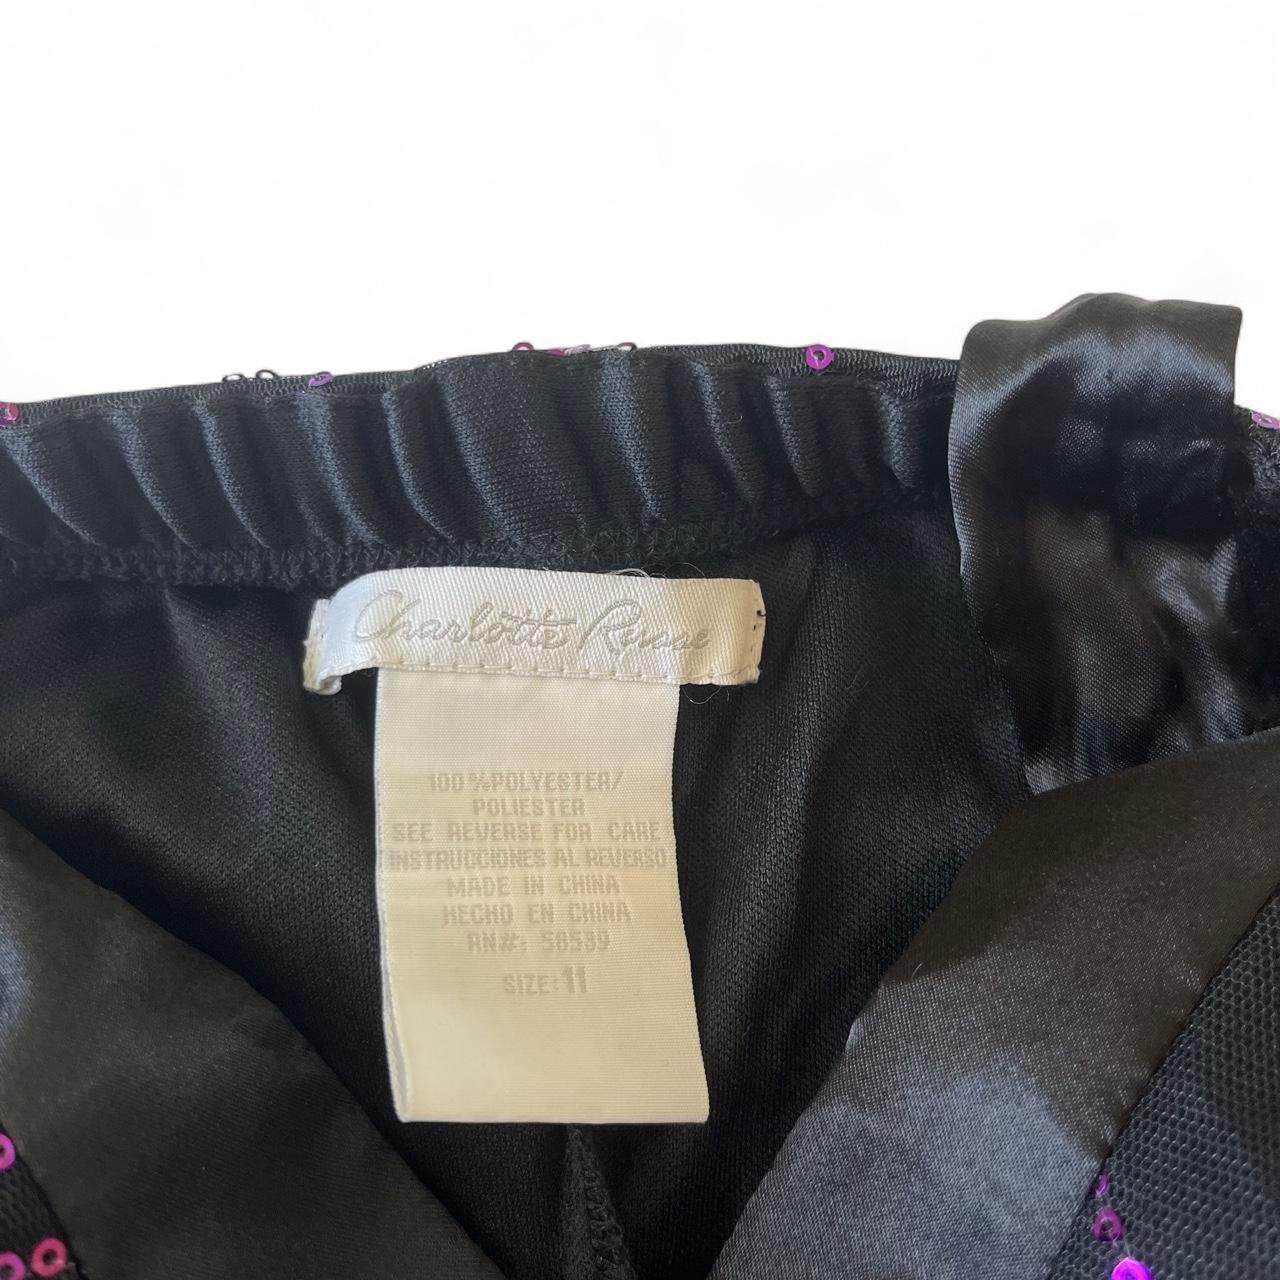 Charlotte Russe
100%POLYESTER/
POLIESTER
SEE REVERSE FOR CARE
INSTRUCCIONES AL REVERSO
MADE IN CHINA
HECHO EN CHINA
RN#: 58539
SIZE: 11